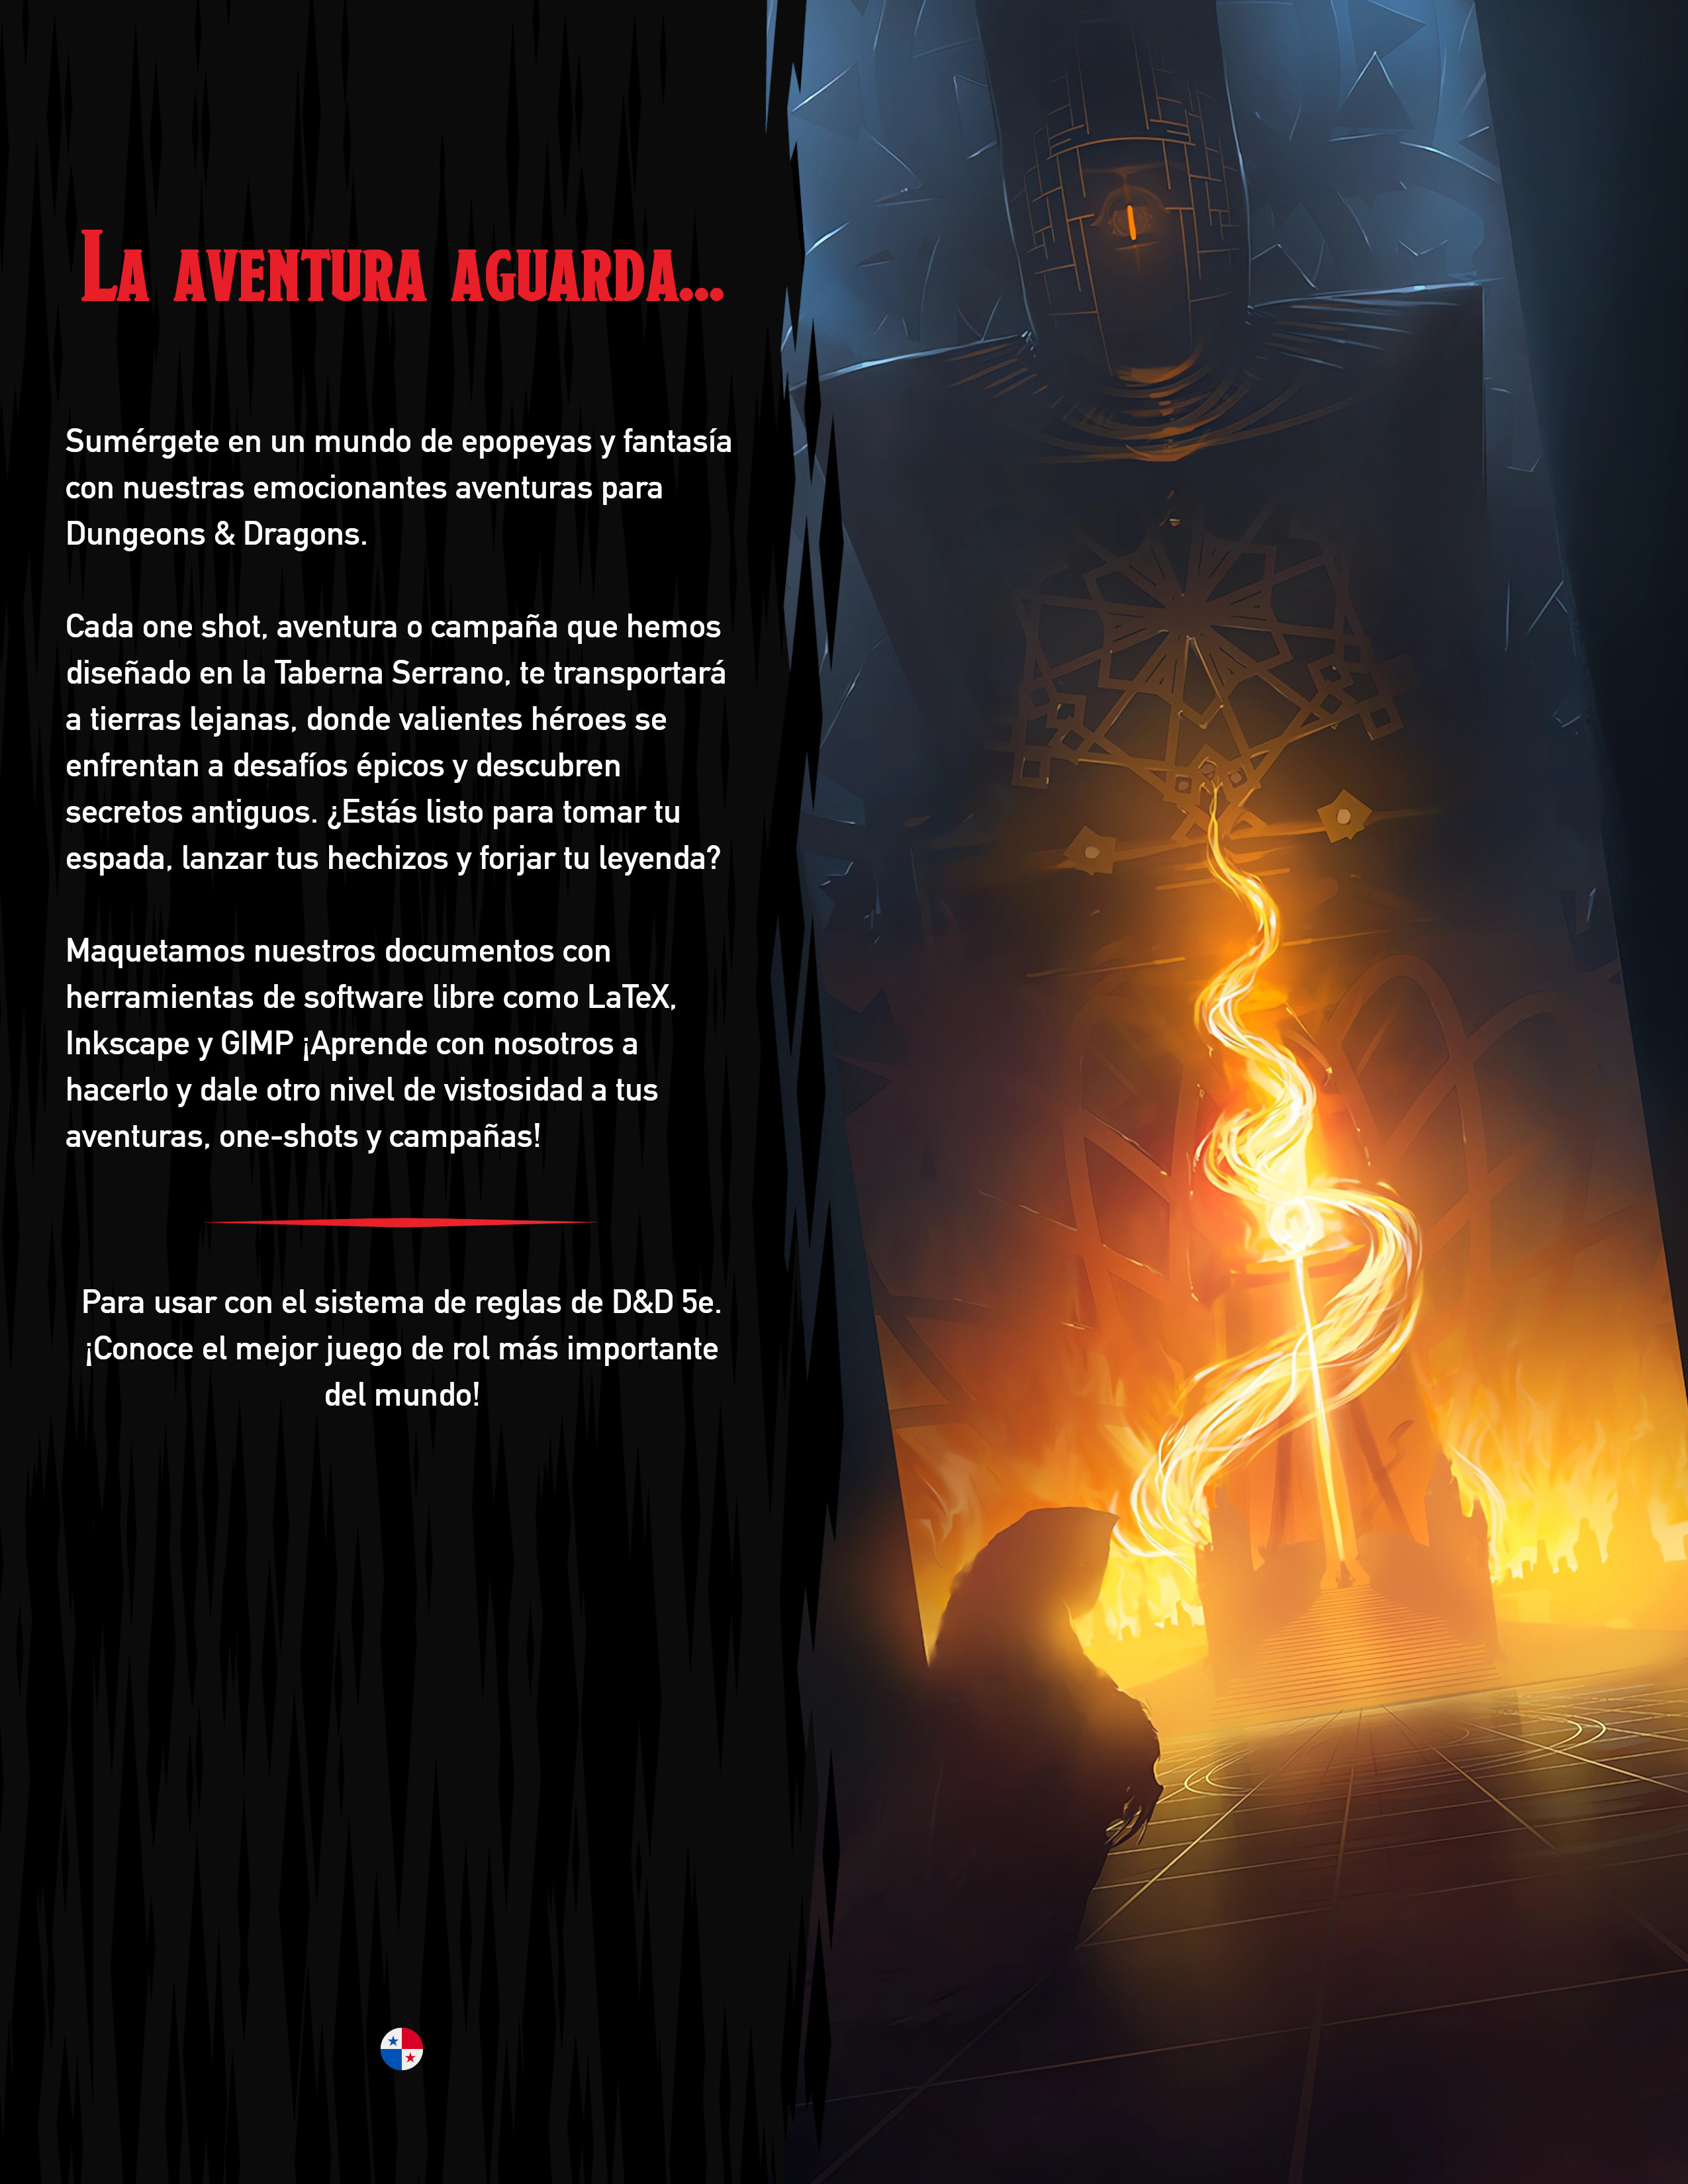 La aventura aguarda...
Sumérgete en un mundo de epopeyas y fantasía
con nuestras emocionantes aventuras para
Dungeons & Dragons.
Cada one shot, aventura o campaña que hemos
diseñado en la Taberna Serrano, te transportará
a tierras lejanas, donde valientes héroes se
enfrentan a desafíos épicos y descubren
secretos antiguos. ¿Estás listo para tomar tu
espada, lanzar tus hechizos y forjar tu leyenda?
Maquetamos nuestros documentos con
herramientas de software libre como LaTeX,
Inkscape y GIMP ¡Aprende con nosotros a
hacerlo y dale otro nivel de vistosidad a tus
aventuras, one-shots y campañas!
Para usar con el sistema de reglas de D&D 5e.
¡Conoce el mejor juego de rol más importante
del mundo!